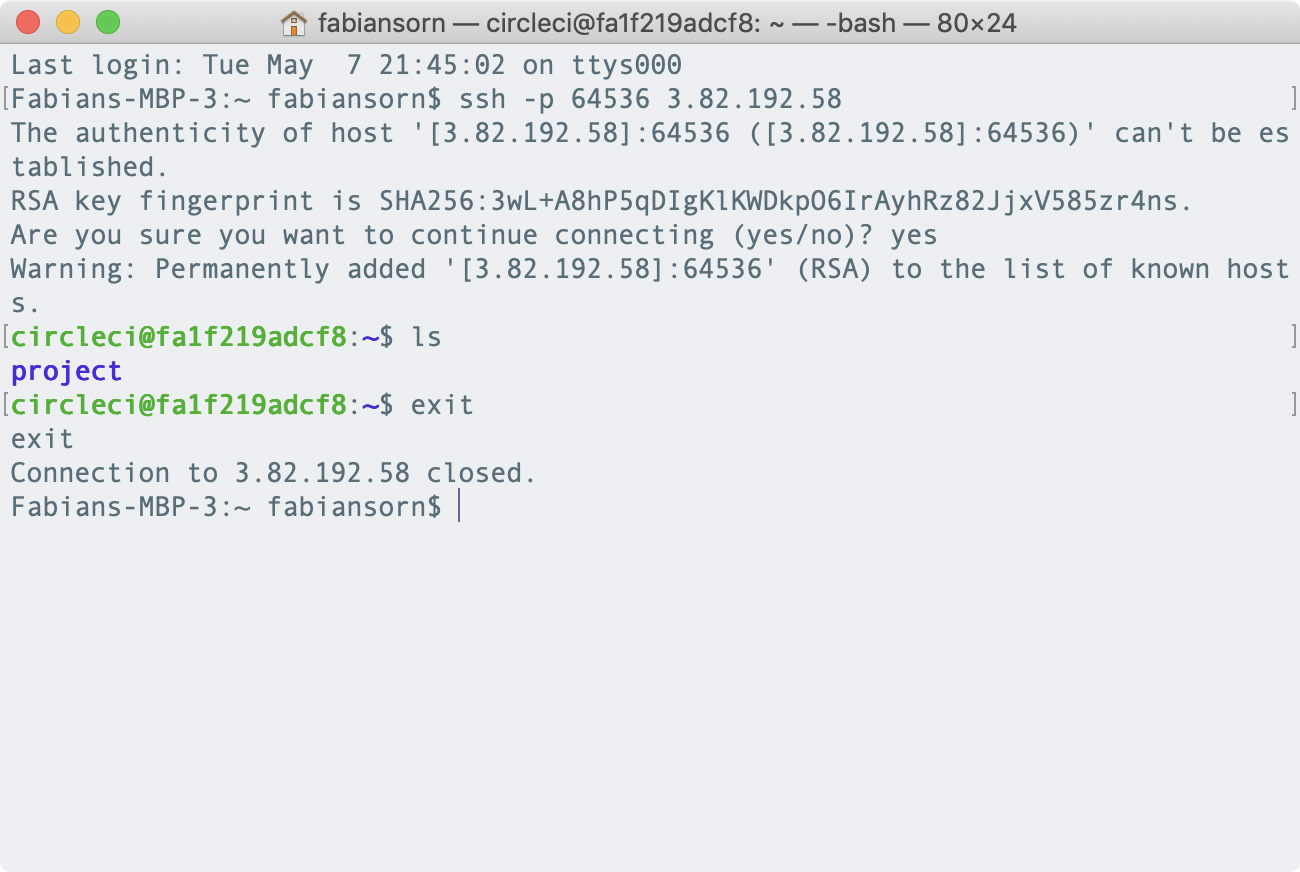 fabiansorn — circleci@fa1f219adcf8: ~ — -bash — 80×24
Last login: Tue May  7 21:45:02 on ttys000
[Fabians-MBP-3:~ fabiansorn$ ssh -p 64536 3.82.192.58 ]
The authenticity of host '[3.82.192.58]:64536 ([3.82.192.58]:64536)' can't be es
tablished.
RSA key fingerprint is SHA256:3wL+A8hP5qDIgKlKWDkpO6IrAyhRz82JjxV585zr4ns.
Are you sure you want to continue connecting (yes/no)? yes
Warning: Permanently added '[3.82.192.58]:64536' (RSA) to the list of known host
s.
[circleci@fa1f219adcf8:~$ ls ]
project
[circleci@fa1f219adcf8:~$ exit ]
exit
Connection to 3.82.192.58 closed.
Fabians-MBP-3:~ fabiansorn$